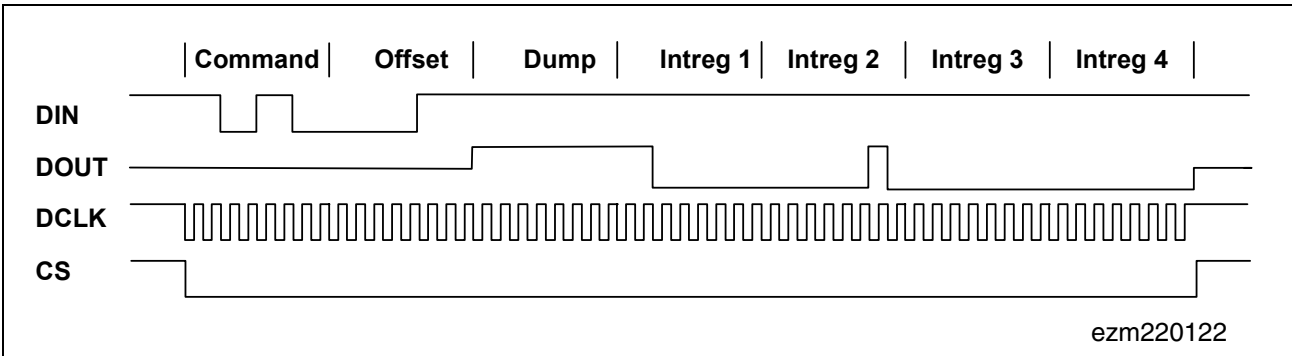 Command Offset Dump Intreg 1 Intreg 2 Intreg 3 Intreg 4
DIN
DOUT
DCLK
CS
ezm220122